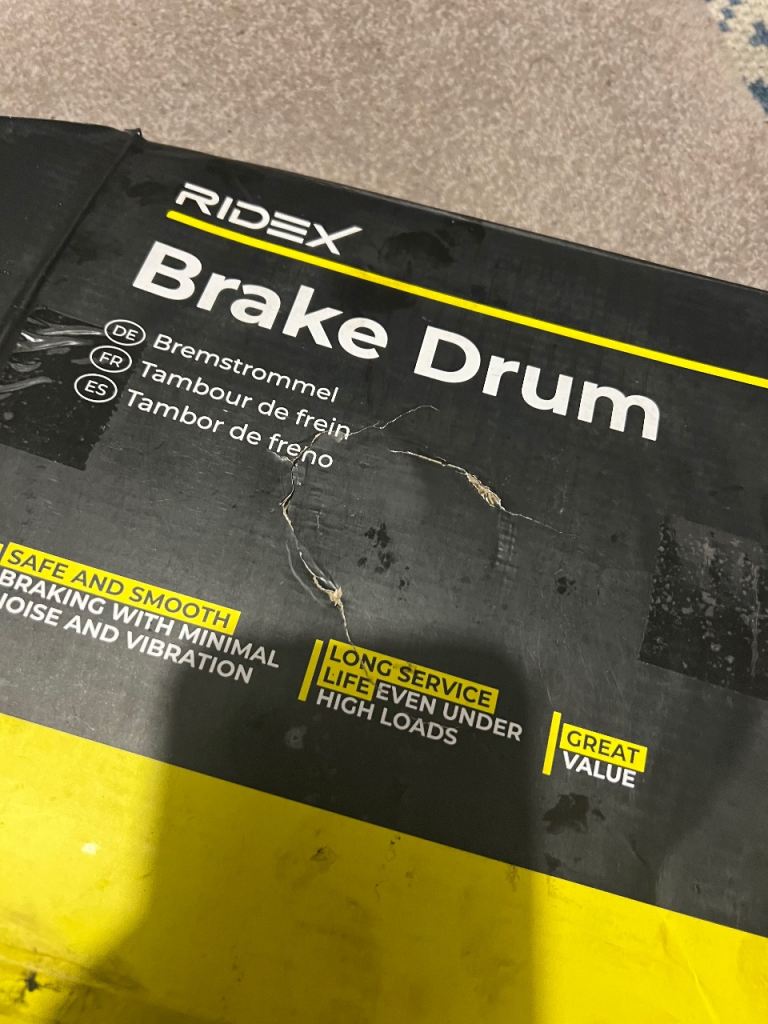 RIDEX
Brake Drum
DE Bremstrommel
FR Tambour de frein
ES Tambor de freno
SAFE AND SMOOTH
BRAKING WITH MINIMAL
NOISE AND VIBRATION
LONG SERVICE
LIFE EVEN UNDER
HIGH LOADS
GREAT
VALUE